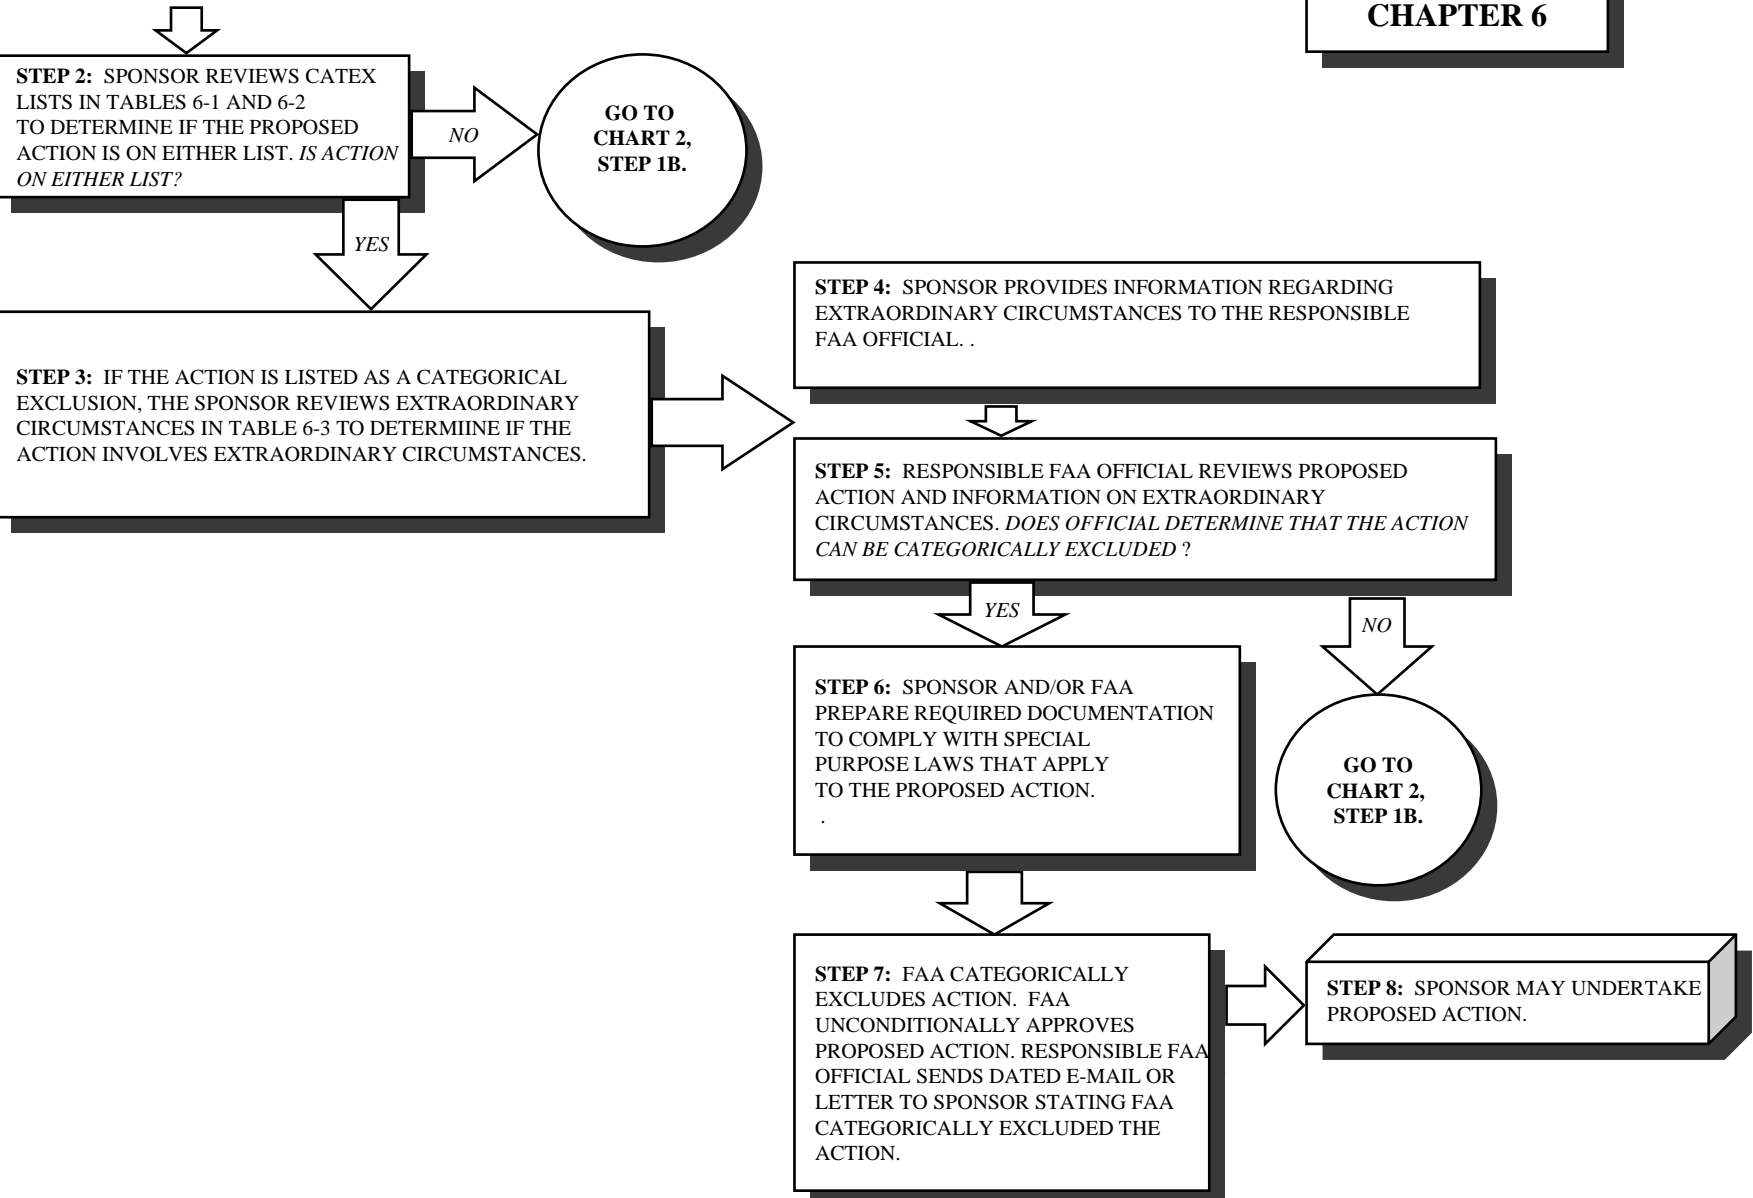 CHAPTER 6
STEP 2: SPONSOR REVIEWS CATEX
LISTS IN TABLES 6-1 AND 6-2
TO DETERMINE IF THE PROPOSED
ACTION IS ON EITHER LIST. IS ACTION
ON EITHER LIST?
NO
GO TO
CHART 2,
STEP 1B.
YES
STEP 3: IF THE ACTION IS LISTED AS A CATEGORICAL
EXCLUSION, THE SPONSOR REVIEWS EXTRAORDINARY
CIRCUMSTANCES IN TABLE 6-3 TO DETERMIINE IF THE
ACTION INVOLVES EXTRAORDINARY CIRCUMSTANCES.
STEP 4: SPONSOR PROVIDES INFORMATION REGARDING
EXTRAORDINARY CIRCUMSTANCES TO THE RESPONSIBLE
FAA OFFICIAL. .
STEP 5: RESPONSIBLE FAA OFFICIAL REVIEWS PROPOSED
ACTION AND INFORMATION ON EXTRAORDINARY
CIRCUMSTANCES. DOES OFFICIAL DETERMINE THAT THE ACTION
CAN BE CATEGORICALLY EXCLUDED ?
YES
NO
STEP 6: SPONSOR AND/OR FAA
PREPARE REQUIRED DOCUMENTATION
TO COMPLY WITH SPECIAL
PURPOSE LAWS THAT APPLY
TO THE PROPOSED ACTION.
.
GO TO
CHART 2,
STEP 1B.
STEP 7: FAA CATEGORICALLY
EXCLUDES ACTION. FAA
UNCONDITIONALLY APPROVES
PROPOSED ACTION. RESPONSIBLE FAA
OFFICIAL SENDS DATED E-MAIL OR
LETTER TO SPONSOR STATING FAA
CATEGORICALLY EXCLUDED THE
ACTION.
STEP 8: SPONSOR MAY UNDERTAKE
PROPOSED ACTION.